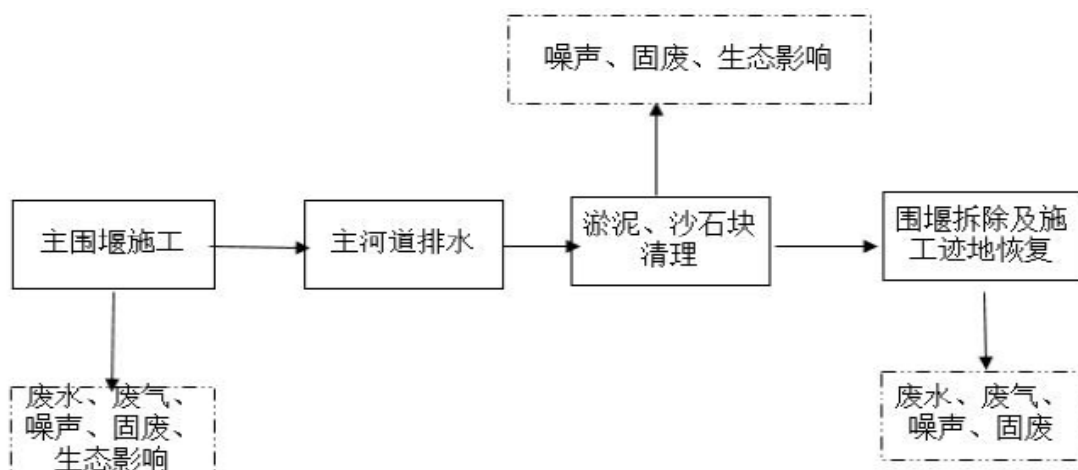 噪声、固废、生态影响
主围堰施工
主河道排水
淤泥、沙石块
清理
围堰拆除及施
工迹地恢复
废水、废气、
噪声、固废、
生态影响
废水、废气、
噪声、固废